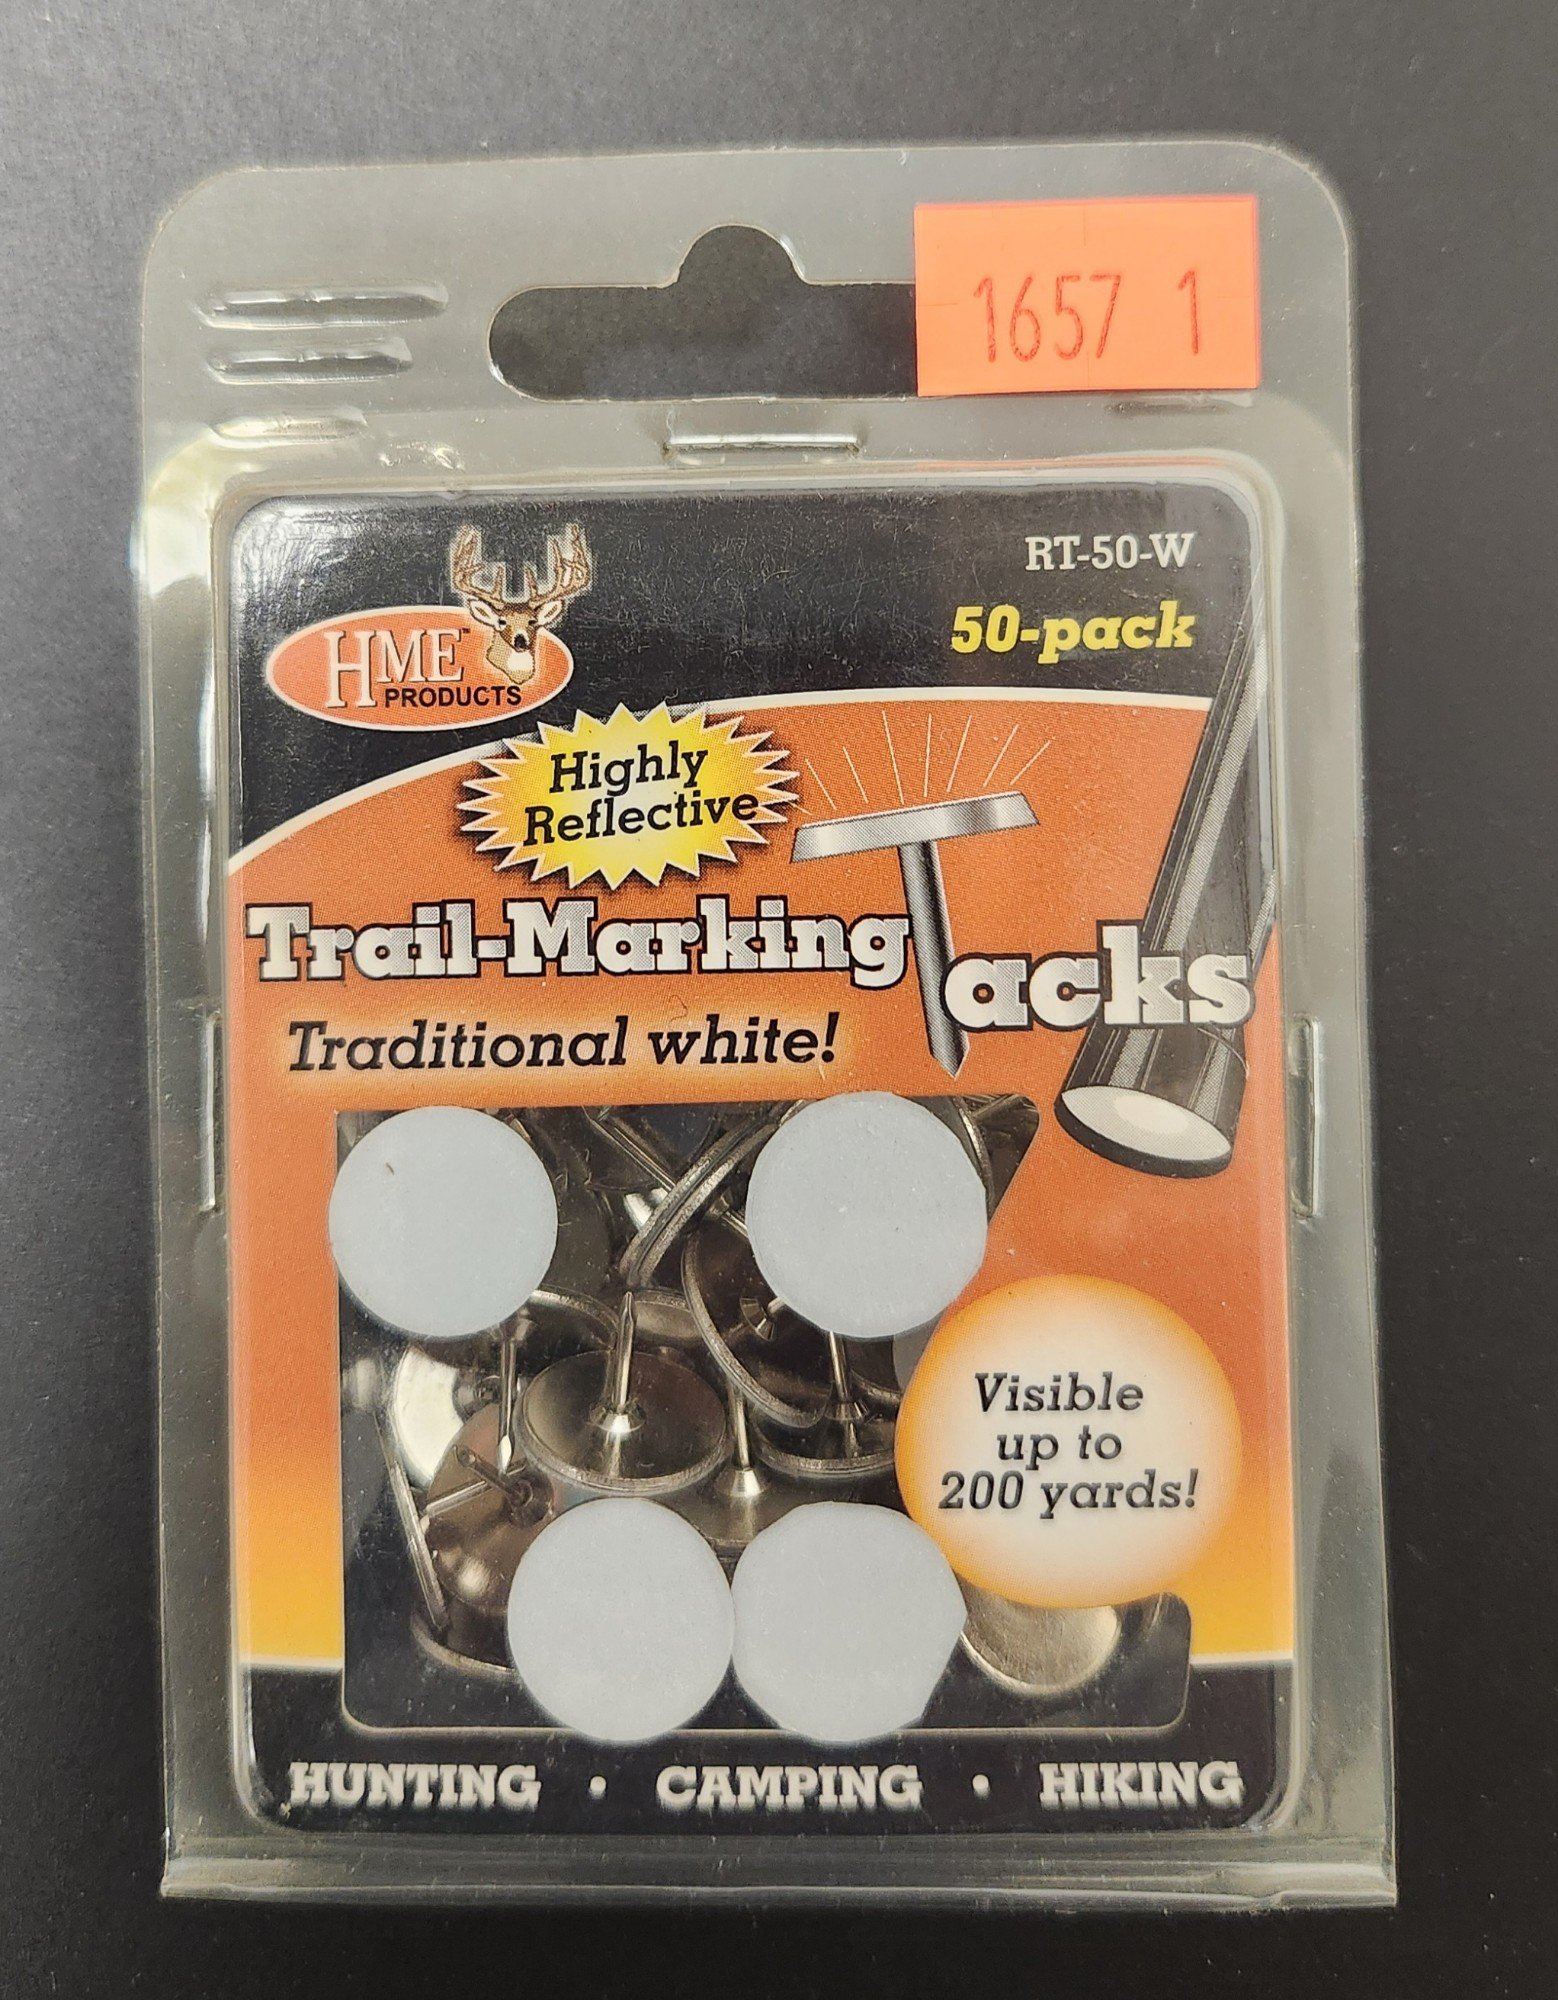 1657 1
RT-50-W
50-pack
HME™
PRODUCTS
Highly
Reflective
Trail-Marking Tacks
Traditional white!
Visible
up to
200 yards!
HUNTING • CAMPING • HIKING